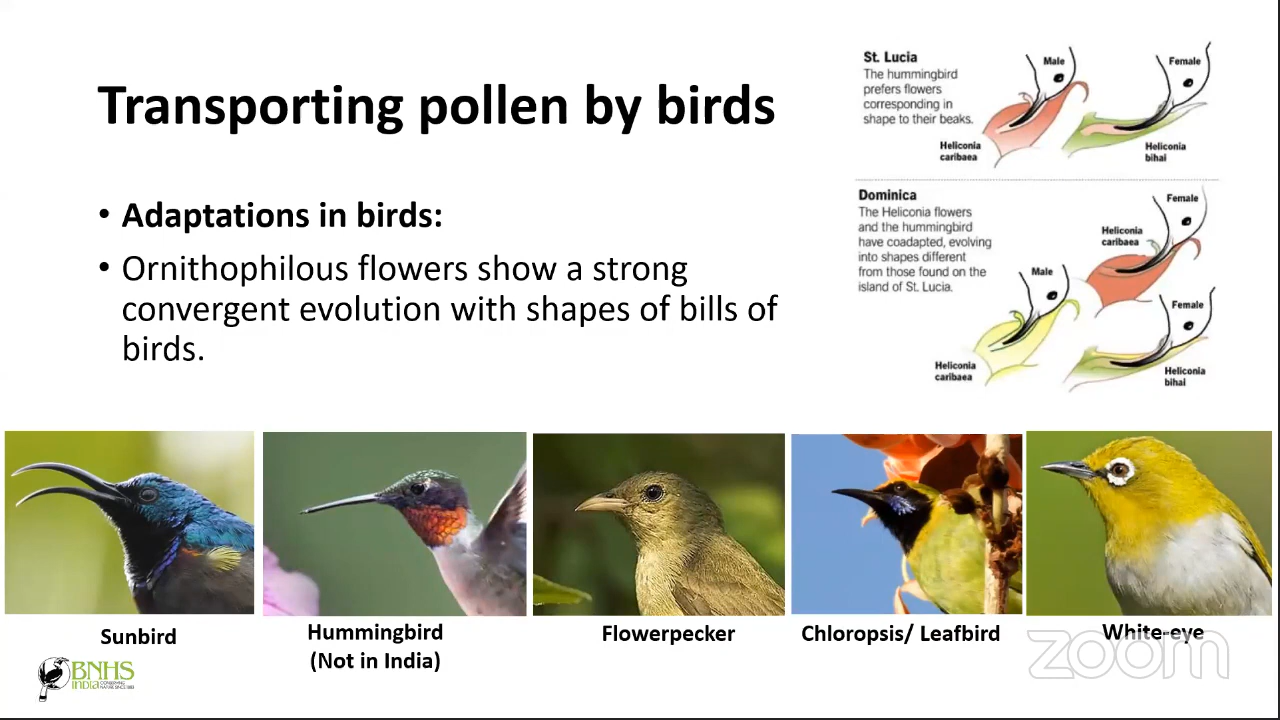 Transporting pollen by birds
• Adaptations in birds:
• Ornithophilous flowers show a strong
convergent evolution with shapes of bills of
birds.
St. Lucia
The hummingbird
prefers flowers
corresponding in
shape to their beaks.
Male
Female
Heliconia
caribaea
Heliconia
bihai
Dominica
The Heliconia flowers
and the hummingbird
have coadapted, evolving
into shapes different
from those found on the
island of St. Lucia.
Female
Heliconia
caribaea
Male
Female
Heliconia
caribaea
Heliconia
bihai
Sunbird
Hummingbird
(Not in India)
Flowerpecker
Chloropsis/ Leafbird
White-eye
BNHS
INDIA
zoom